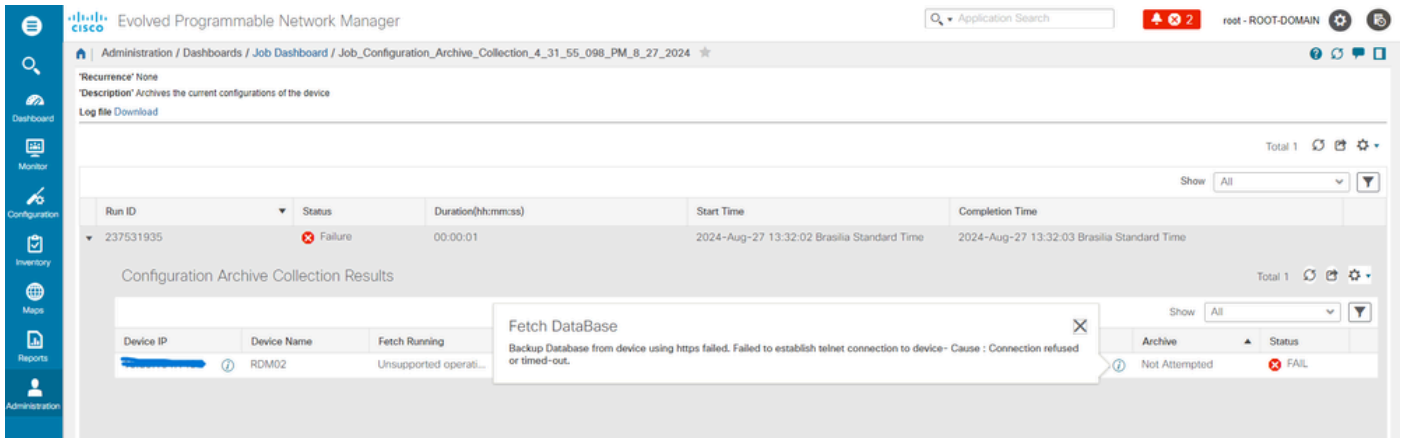 cisco Evolved Programmable Network Manager
Application Search
2
root - ROOT-DOMAIN
Administration / Dashboards / Job Dashboard / Job_Configuration_Archive_Collection_4_31_55_098_PM_8_27_2024
'Recurrence' None
'Description' Archives the current configurations of the device
Log file Download
Dashboard
Monitor
Configuration
Inventory
Maps
Reports
Administration
Total 1
Show All
Run ID Status Duration(hh:mm:ss) Start Time Completion Time
237531935 Failure 00:00:01 2024-Aug-27 13:32:02 Brasilia Standard Time 2024-Aug-27 13:32:03 Brasilia Standard Time
Configuration Archive Collection Results
Total 1
Show All
Fetch DataBase
Backup Database from device using https failed. Failed to establish telnet connection to device- Cause : Connection refused
or timed-out.
Device IP Device Name Fetch Running Archive Status
RDM02 Unsupported operati... Not Attempted FAIL